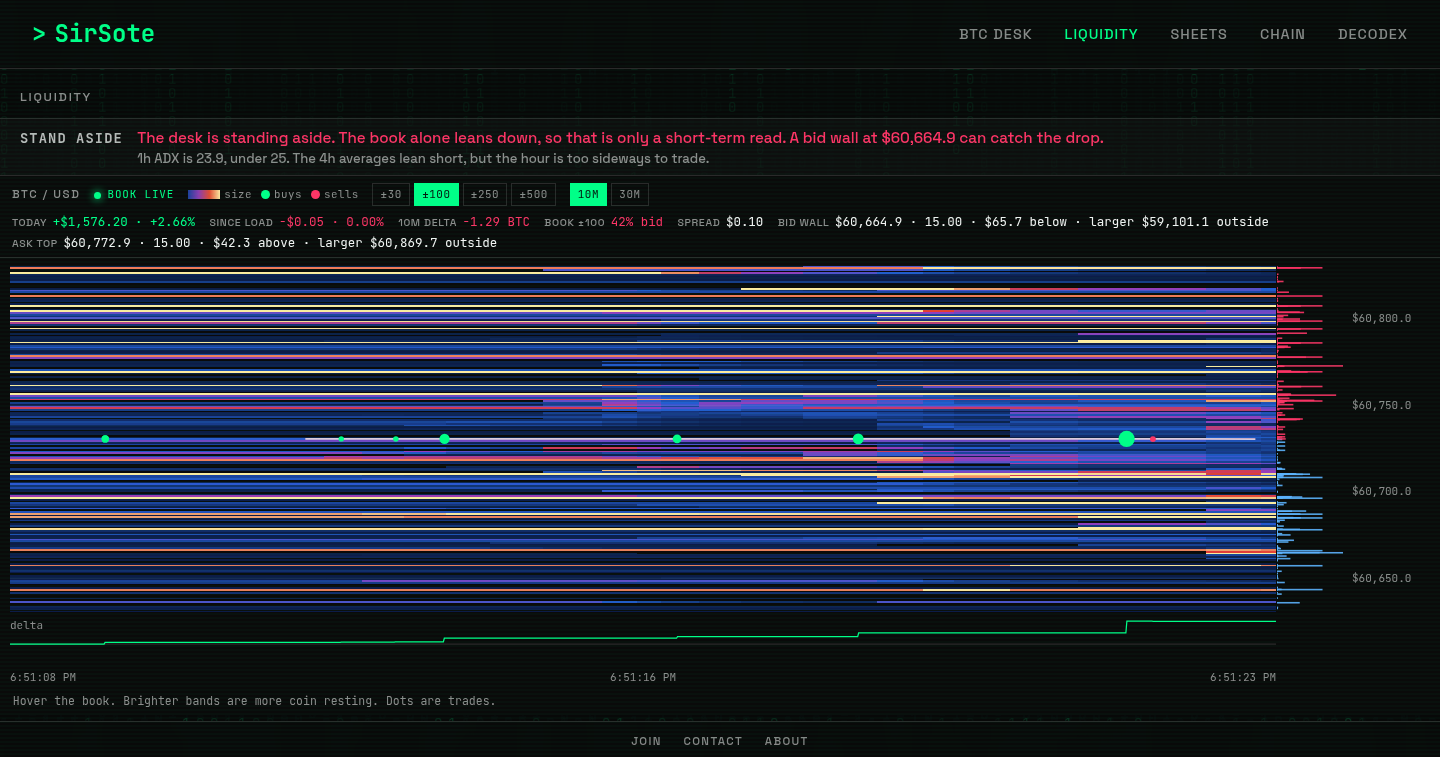 > SirSote
BTC DESK LIQUIDITY SHEETS CHAIN DECODEX
LIQUIDITY
STAND ASIDE The desk is standing aside. The book alone leans down, so that is only a short-term read. A bid wall at $60,664.9 can catch the drop.
1h ADX is 23.9, under 25. The 4h averages lean short, but the hour is too sideways to trade.
BTC / USD BOOK LIVE size buys sells ±30 ±100 ±250 ±500 10M 30M
TODAY +$1,576.20 · +2.66% SINCE LOAD -$0.05 · 0.00% 10M DELTA -1.29 BTC BOOK ±100 42% bid SPREAD $0.10 BID WALL $60,664.9 · 15.00 · $65.7 below · larger $59,101.1 outside
ASK TOP $60,772.9 · 15.00 · $42.3 above · larger $60,869.7 outside
$60,800.0
$60,750.0
$60,700.0
$60,650.0
delta
6:51:08 PM 6:51:16 PM 6:51:23 PM
Hover the book. Brighter bands are more coin resting. Dots are trades.
JOIN CONTACT ABOUT